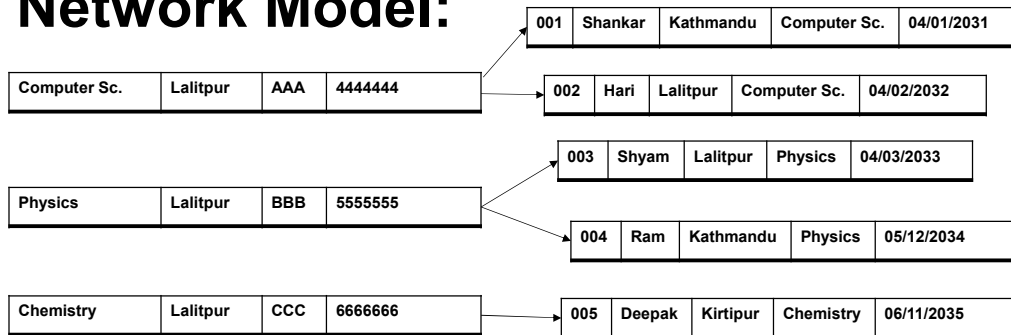 Network Model:
001 Shankar Kathmandu Computer Sc. 04/01/2031
Computer Sc. Lalitpur AAA 4444444
002 Hari Lalitpur Computer Sc. 04/02/2032
003 Shyam Lalitpur Physics 04/03/2033
Physics Lalitpur BBB 5555555
004 Ram Kathmandu Physics 05/12/2034
Chemistry Lalitpur CCC 6666666
005 Deepak Kirtipur Chemistry 06/11/2035